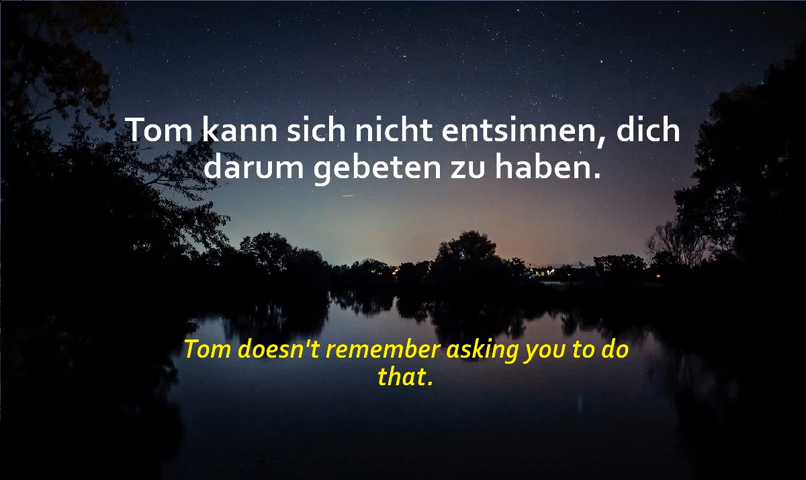 Tom kann sich nicht entsinnen, dich
darum gebeten zu haben.
Tom doesn't remember asking you to do
that.